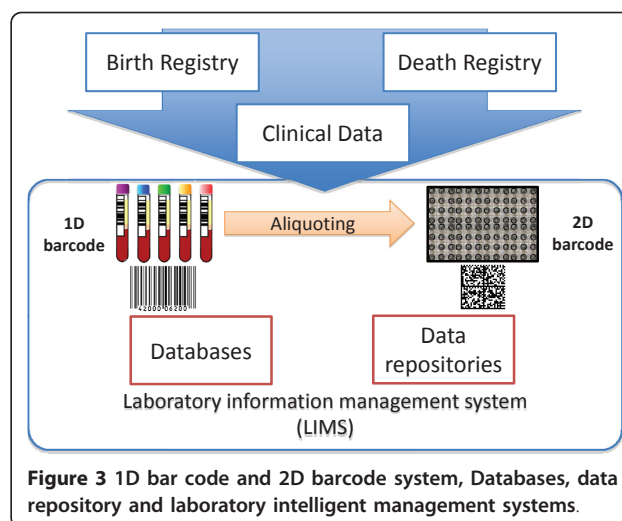 Birth Registry
Death Registry
Clinical Data
1D
barcode
Aliquoting
2D
barcode
42000 06200
Databases
Data
repositories
Laboratory information management system
(LIMS)
Figure 3 1D bar code and 2D barcode system, Databases, data
repository and laboratory intelligent management systems.